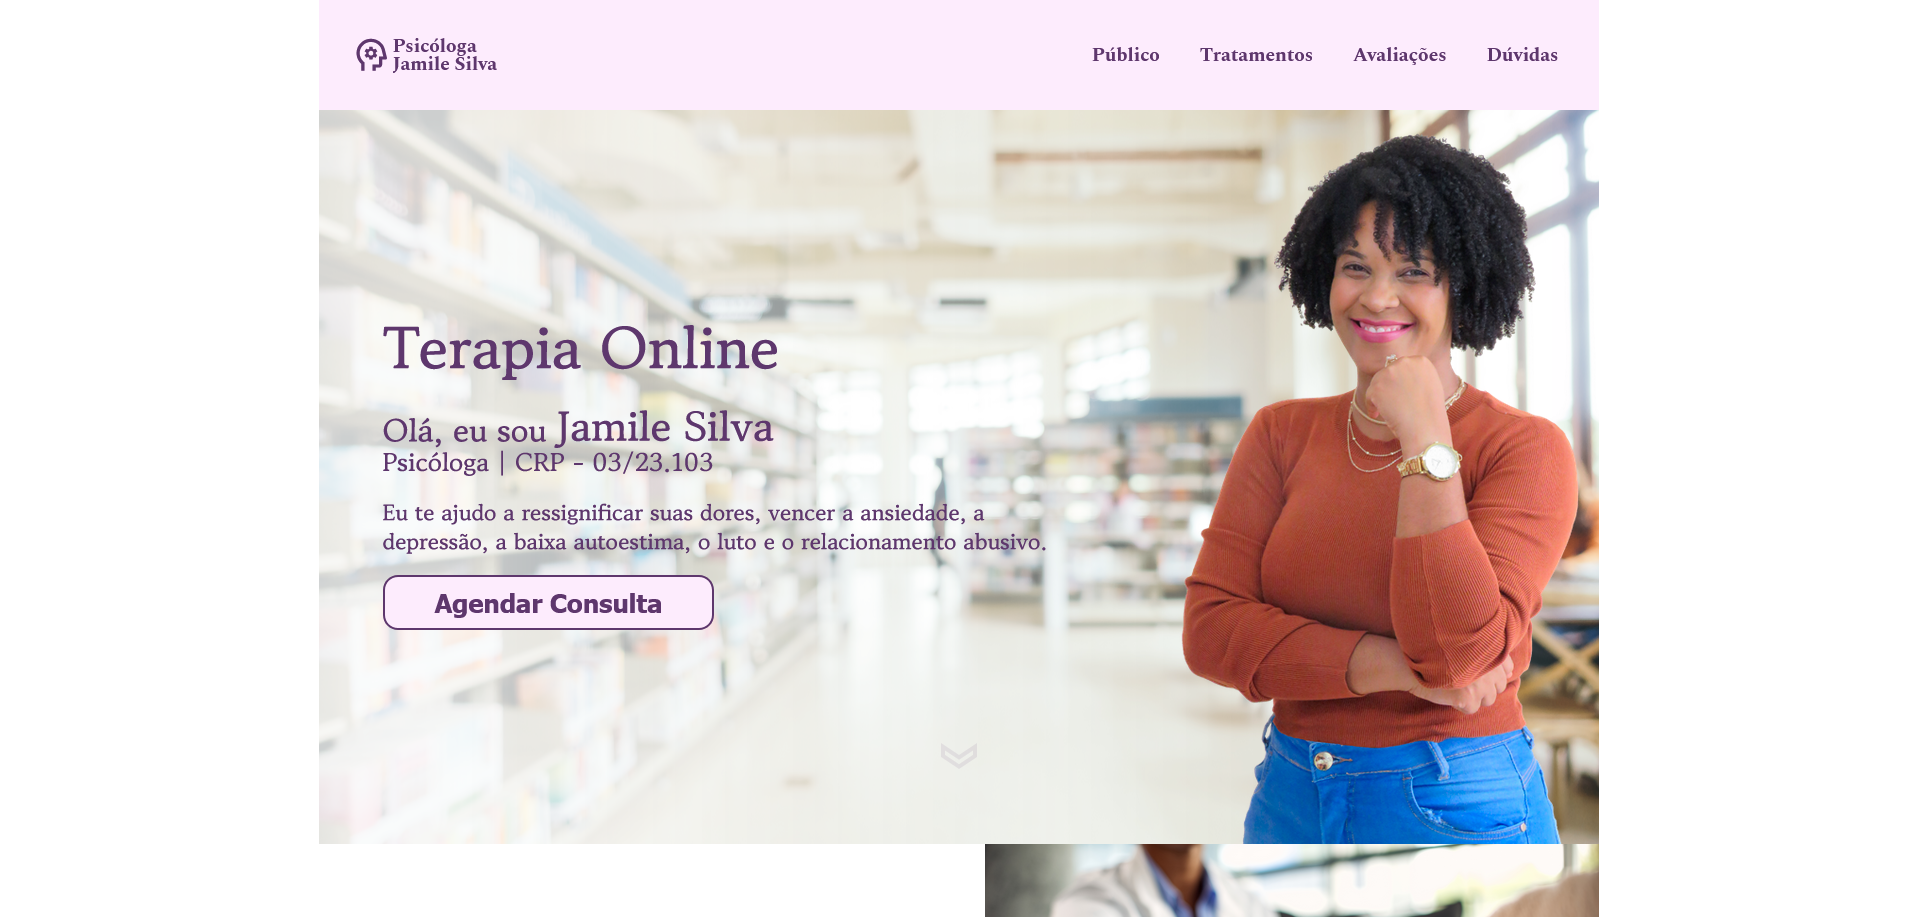 Psicóloga
Jamile Silva
Público
Tratamentos
Avaliações
Dúvidas
Terapia Online
Olá, eu sou Jamile Silva
Psicóloga | CRP - 03/23.103
Eu te ajudo a ressignificar suas dores, vencer a ansiedade, a
depressão, a baixa autoestima, o luto e o relacionamento abusivo.
Agendar Consulta